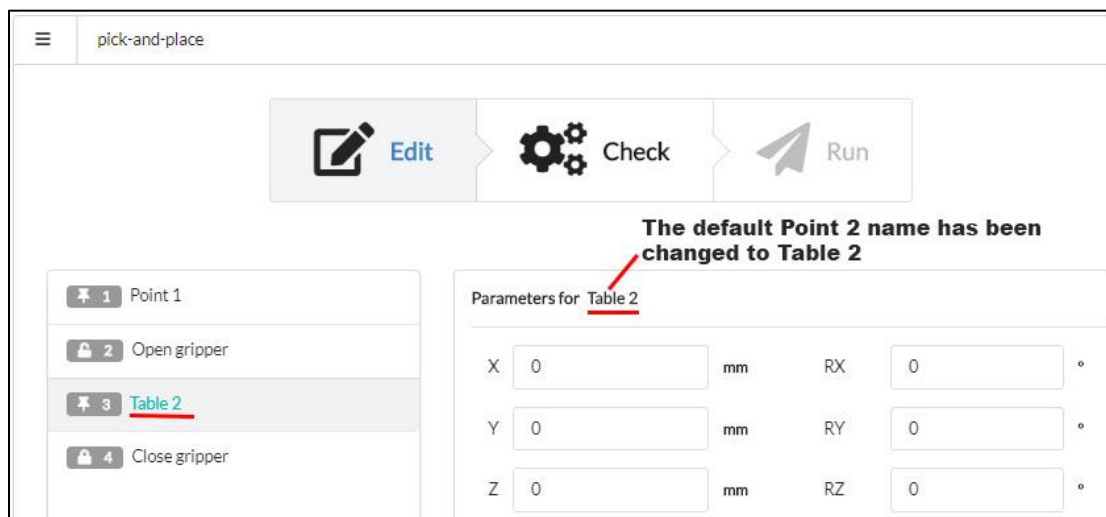 pick-and-place
Edit
Check
Run
The default Point 2 name has been
changed to Table 2
1 Point 1
2 Open gripper
3 Table 2
4 Close gripper
Parameters for Table 2
X 0 mm RX 0 °
Y 0 mm RY 0 °
Z 0 mm RZ 0 °